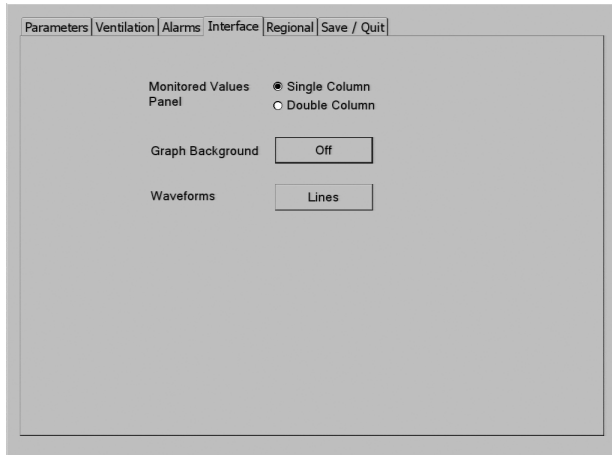 Parameters Ventilation Alarms Interface Regional Save / Quit
Monitored Values Panel
Single Column
Double Column
Graph Background Off
Waveforms Lines